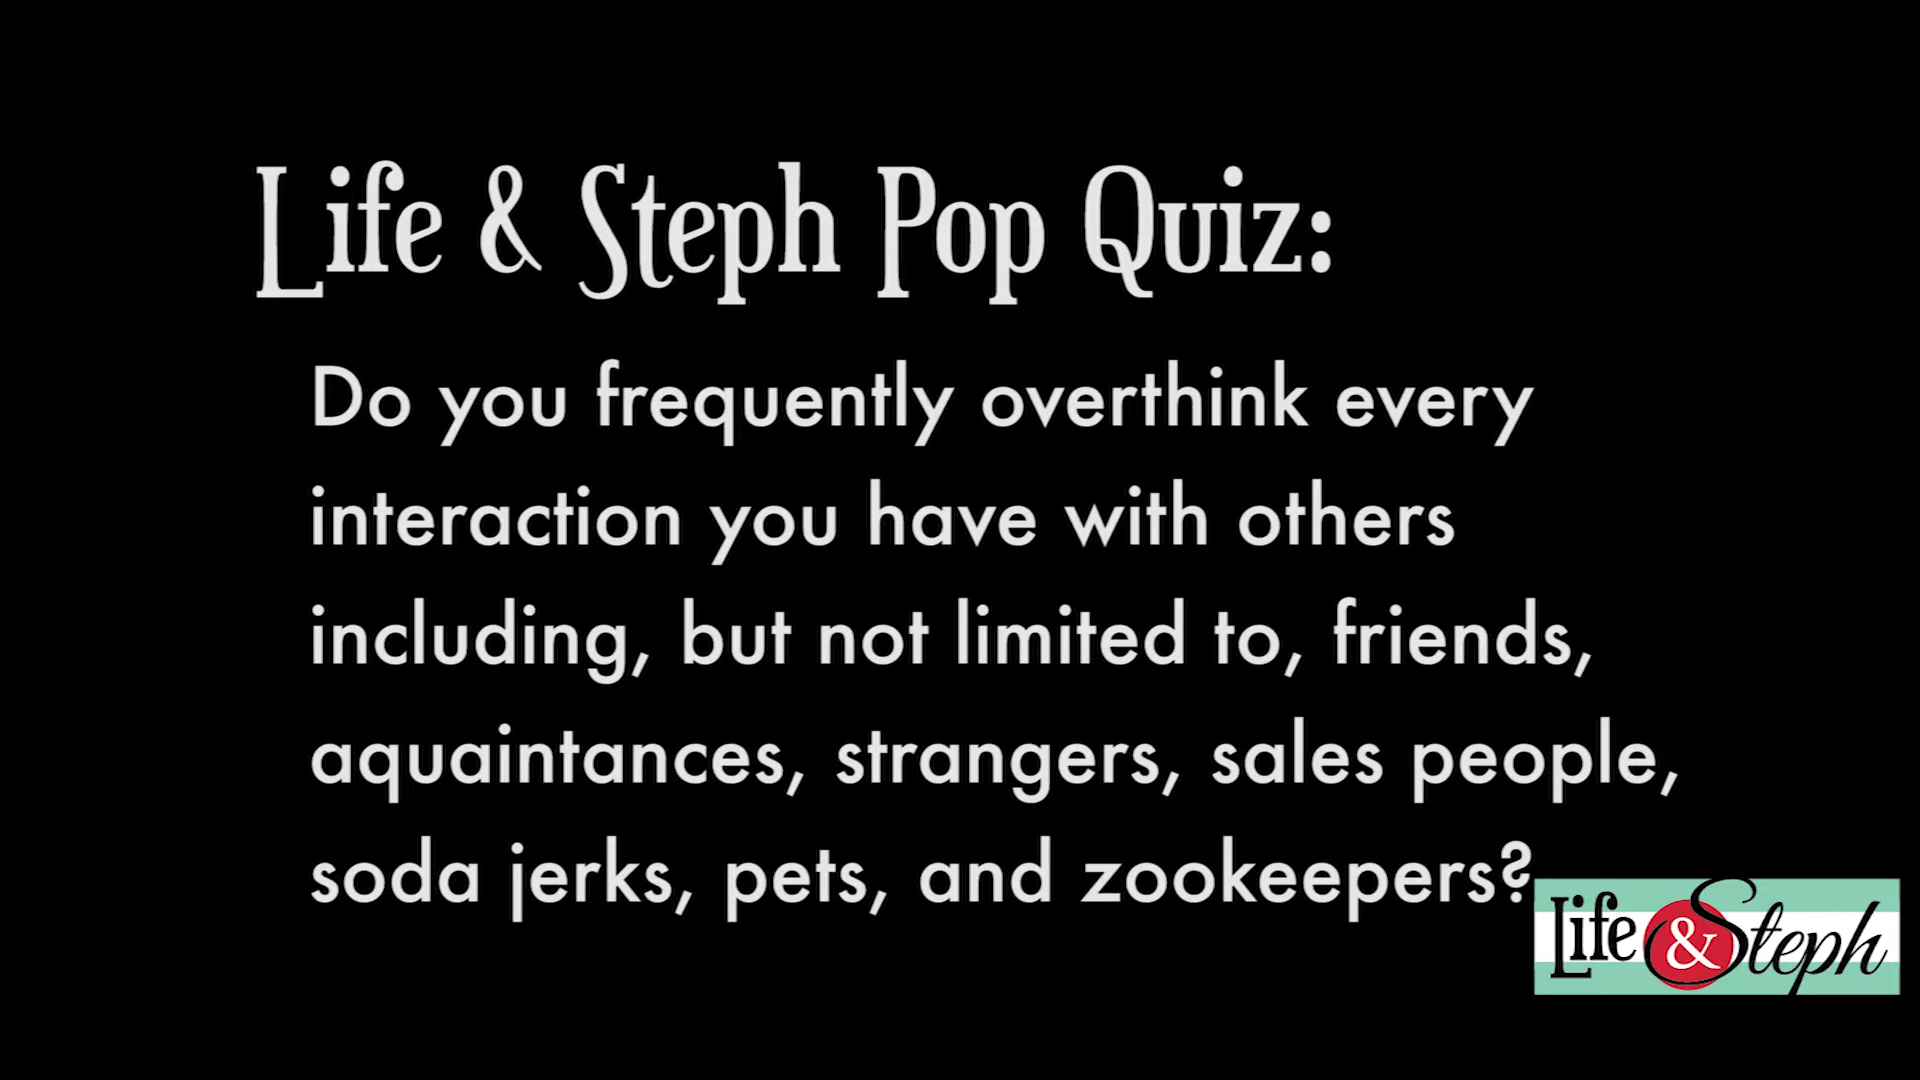 Life & Steph Pop Quiz:
Do you frequently overthink every
interaction you have with others
including, but not limited to, friends,
aquaintances, strangers, sales people,
soda jerks, pets, and zookeepers?
Life & Steph